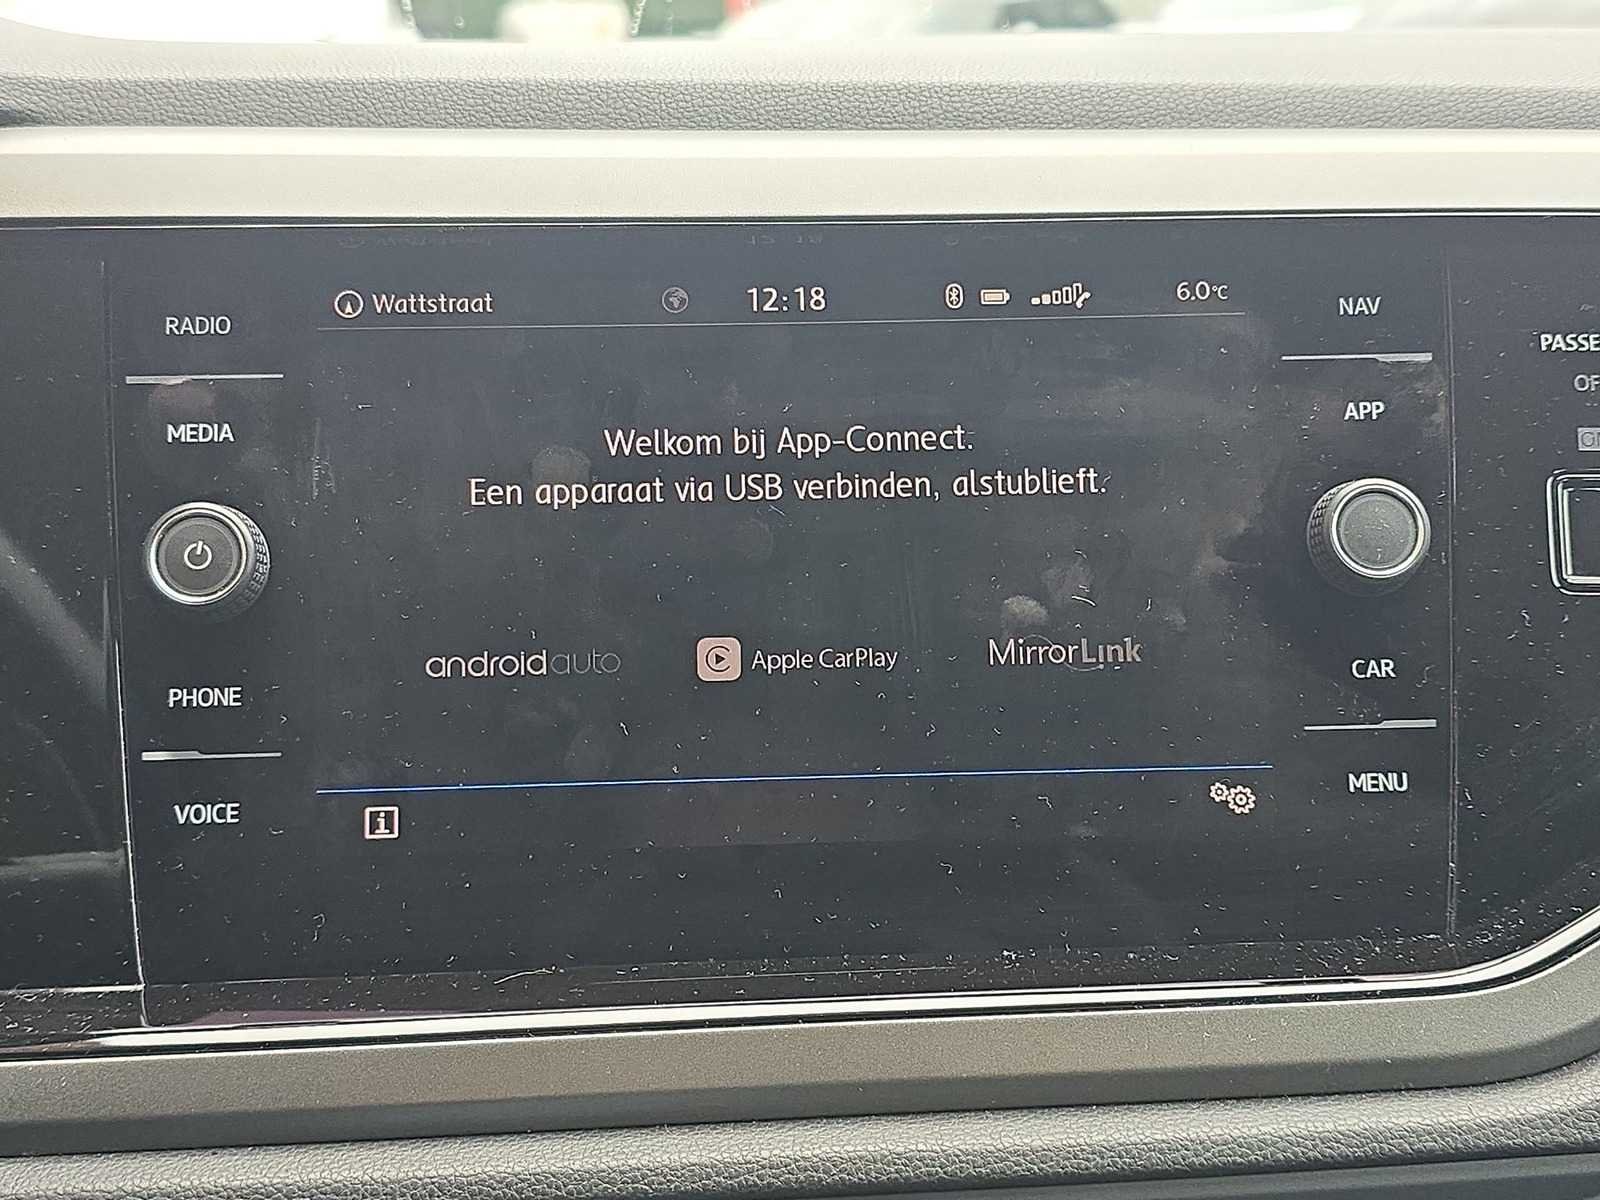 Wattstraat 12:18 6.0°C
RADIO
MEDIA
PHONE
VOICE
Welkom bij App-Connect.
Een apparaat via USB verbinden, alstublieft.
androidauto Apple CarPlay MirrorLink
i
NAV
APP
CAR
MENU